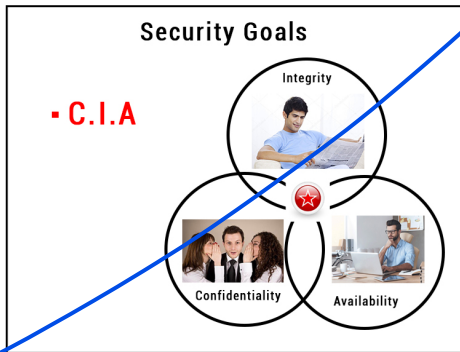 Security Goals
Integrity
▪ C.I.A
Confidentiality
Availability